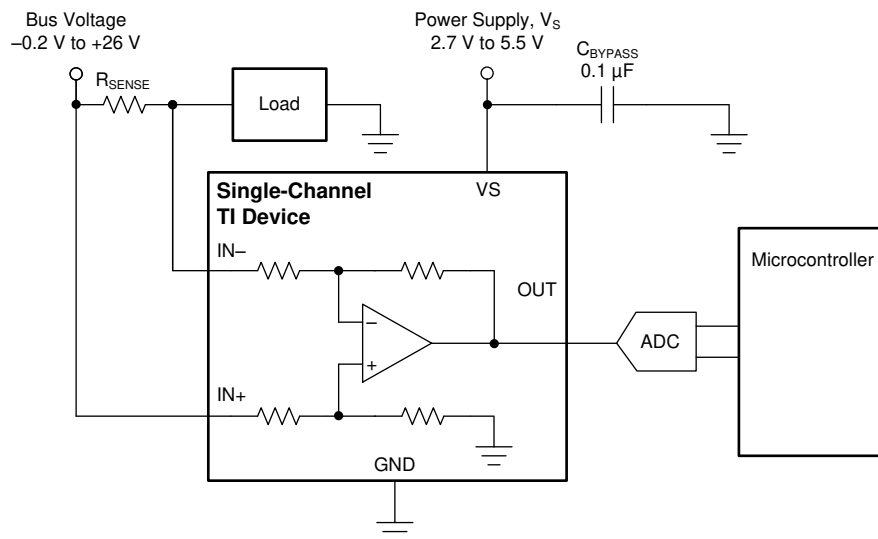 Bus Voltage
–0.2 V to +26 V
Power Supply, VS
2.7 V to 5.5 V
CBYPASS
0.1 µF
RSENSE
Load
Single-Channel
TI Device
VS
IN–
OUT
–
+
IN+
GND
ADC
Microcontroller